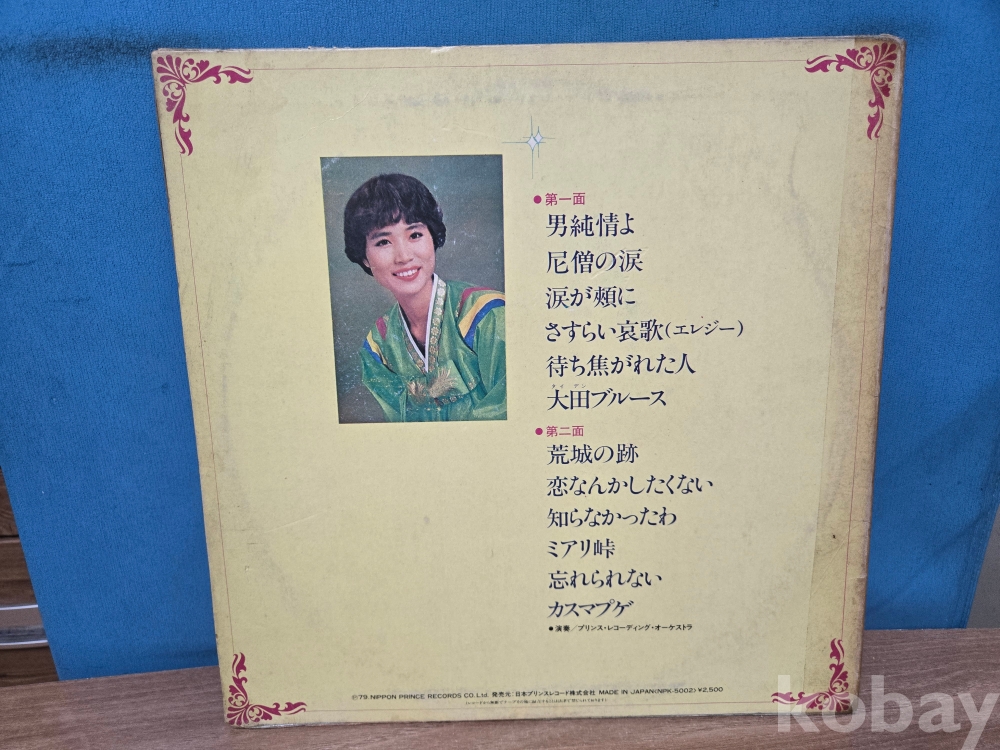 ●第一面
男純情よ
尼僧の涙
涙が頰に
さすらい哀歌(エレジー)
待ち焦がれた人
タイ デン
大田ブルース
●第二面
荒城の跡
恋なんかしたくない
知らなかったわ
ミアリ峠
忘れられない
カスマプゲ
●演奏/プリンス・レコーディング・オーケストラ
Ⓟ'79.NIPPON PRINCE RECORDS CO.Ltd. 発売元:日本プリンスレコード株式会社 MADE IN JAPAN(NPK-5002)¥2,500
kobay